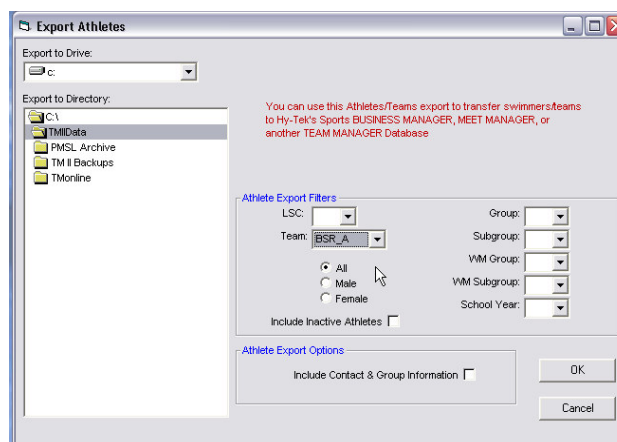 Export Athletes
Export to Drive:
c:
Export to Directory:
C:\
TMIIData
PMSL Archive
TM II Backups
TMonline
You can use this Athletes/Teams export to transfer swimmers/teams
to Hy-Tek's Sports BUSINESS MANAGER, MEET MANAGER, or
another TEAM MANAGER Database
Athlete Export Filters
LSC:
Team: BSR_A
All
Male
Female
Include Inactive Athletes
Group:
Subgroup:
WM Group:
WM Subgroup:
School Year:
Athlete Export Options
Include Contact & Group Information
OK
Cancel